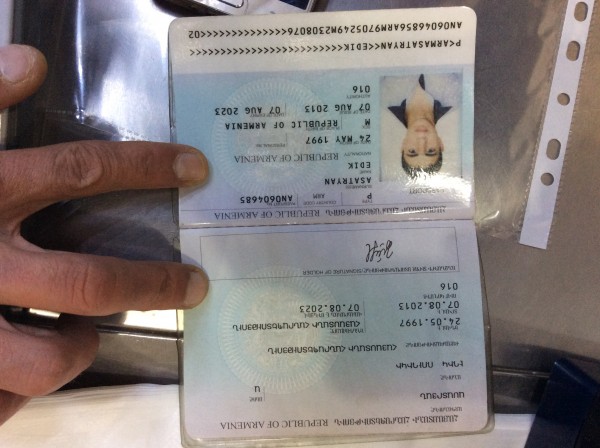 ՀԱՅԱՍՏԱՆԻ ՀԱՆՐԱՊԵՏՈՒԹՅՈՒՆ REPUBLIC OF ARMENIA
ԱՍԱՏՐՅԱՆ
ԷԴԻԿ
ՀԱՅԱՍՏԱՆԻ ՀԱՆՐԱՊԵՏՈՒԹՅՈՒՆ
24.05.1997
07.08.2013 07.08.2023
016
SIGNATURE OF HOLDER
ՀԱՅԱՍՏԱՆԻ ՀԱՆՐԱՊԵՏՈՒԹՅՈՒՆ REPUBLIC OF ARMENIA
PASSPORT
P ARM AN0604685
ASATRYAN
EDIK
REPUBLIC OF ARMENIA
24 MAY 1997
M REPUBLIC OF ARMENIA
07 AUG 2013 07 AUG 2023
016
P<ARMASATRYAN<<EDIK<<<<<<<<<<<<<<<<<<<<<<<<<
AN06046856ARM9705249M2308076<<<<<<<<<<<<<<02